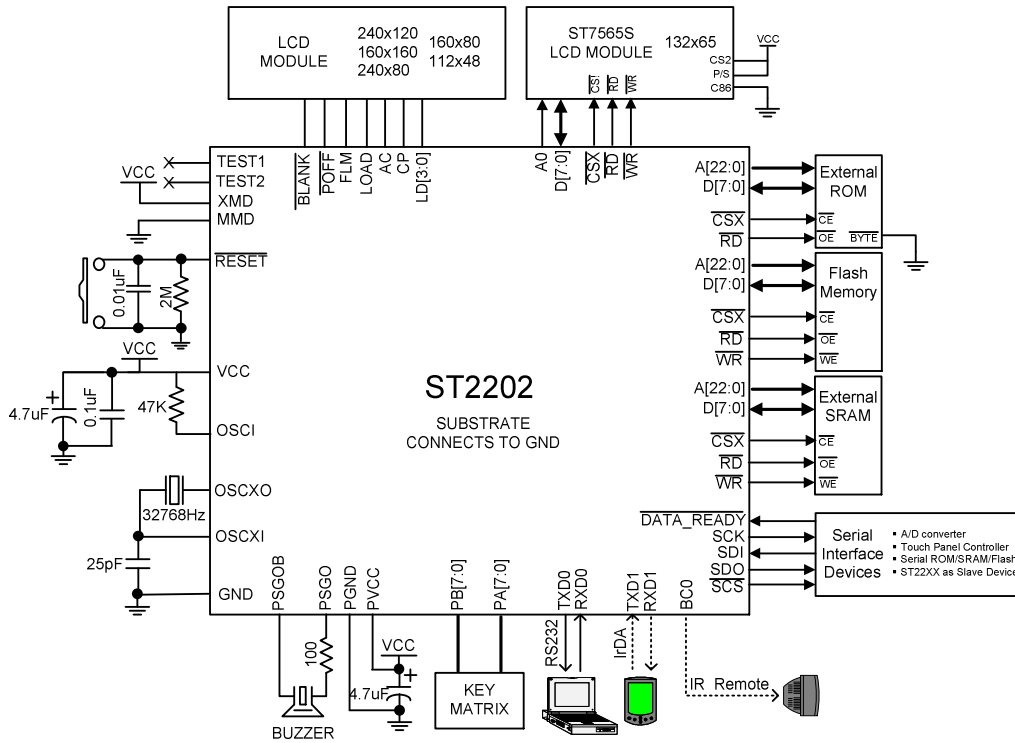 LCD
MODULE
240x120
160x160
240x80
160x80
112x48
ST7565S
LCD MODULE
132x65
VCC
CS2
P/S
C86
CS1
RD
WR
BLANK
POFF
FLM
LOAD
AC
CP
LD[3:0]
A0
D[7:0]
CSX
RD
WR
TEST1
VCC
TEST2
XMD
MMD
RESET
0.01uF
2M
VCC
VCC
4.7uF
0.1uF
47K
OSCI
OSCXO
32768Hz
OSCXI
25pF
GND
ST2202
SUBSTRATE
CONNECTS TO GND
A[22:0]
D[7:0]
CSX
RD
External
ROM
CE
OE
BYTE
A[22:0]
D[7:0]
CSX
RD
WR
Flash
Memory
CE
OE
WE
A[22:0]
D[7:0]
CSX
RD
WR
External
SRAM
CE
OE
WE
DATA_READY
SCK
SDI
SDO
SCS
Serial
Interface
Devices
▪ A/D converter
▪ Touch Panel Controller
▪ Serial ROM/SRAM/Flash
▪ ST22XX as Slave Device
PSGOB
PSGO
PGND
PVCC
PB[7:0]
PA[7:0]
TXD0
RXD0
TXD1
RXD1
BC0
100
BUZZER
VCC
4.7uF
KEY
MATRIX
RS232
IrDA
IR Remote